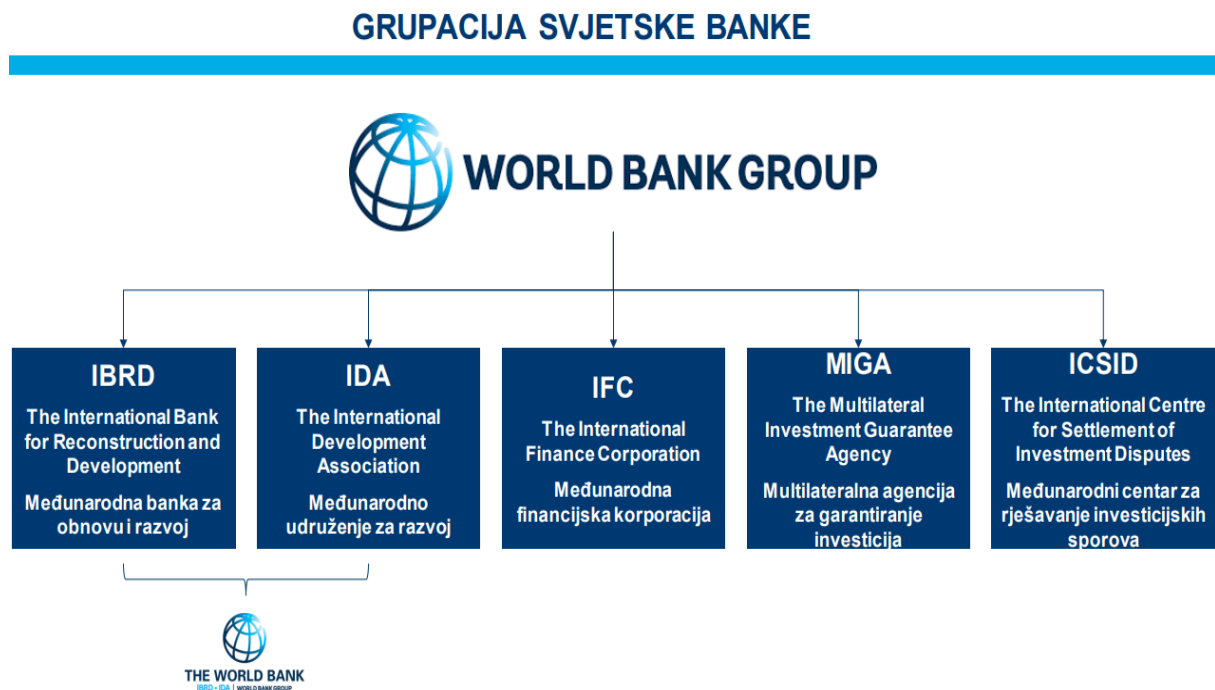 GRUPACIJA SVJETSKE BANKE
WORLD BANK GROUP
IBRD
The International Bank
for Reconstruction and
Development
Međunarodna banka za
obnovu i razvoj
IDA
The International
Development
Association
Međunarodno
udruženje za razvoj
IFC
The International
Finance Corporation
Međunarodna
financijska korporacija
MIGA
The Multilateral
Investment Guarantee
Agency
Multilateralna agencija
za garantiranje
investicija
ICSID
The International Centre
for Settlement of
Investment Disputes
Međunarodni centar za
rješavanje investicijskih
sporova
THE WORLD BANK
IBRD • IDA | WORLD BANK GROUP